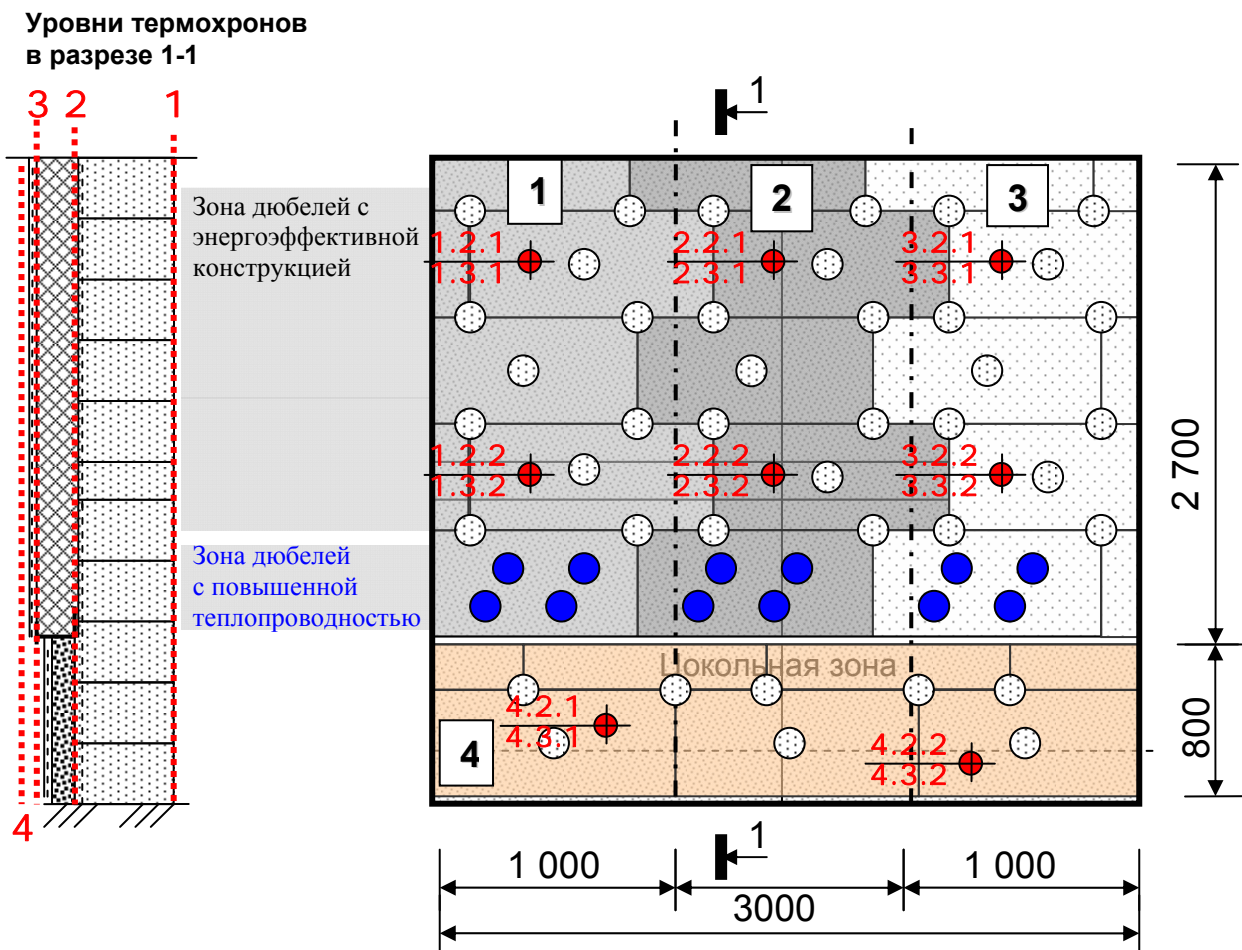 Уровни термохронов
в разрезе 1-1
3 2 1
1
1 2 3
Зона дюбелей с
энергоэффективной
конструкцией
1.2.1 2.2.1 3.2.1
1.3.1 2.3.1 3.3.1
1.2.2 2.2.2 3.2.2
1.3.2 2.3.2 3.3.2
2 700
Зона дюбелей
с повышенной
теплопроводностью
Цокольная зона
4.2.1
4.3.1
4
4.2.2
4.3.2
800
4
1
1 000 1 000
3000